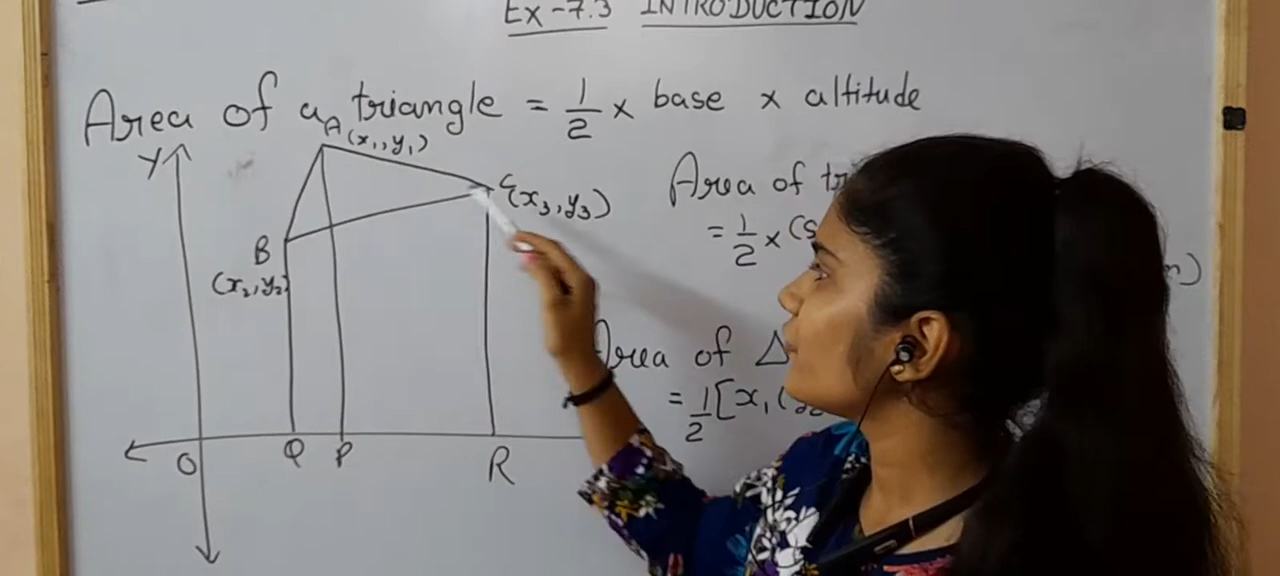 Ex-7.3 INTRODUCTION
Area of a triangle = 1/2 x base x altitude
Y
A (x₁, y₁)
(x₃, y₃)
B
(x₂, y₂)
O Q P R
Area of
= 1/2 x (s
)
Area of Δ
= 1/2 [x₁ (